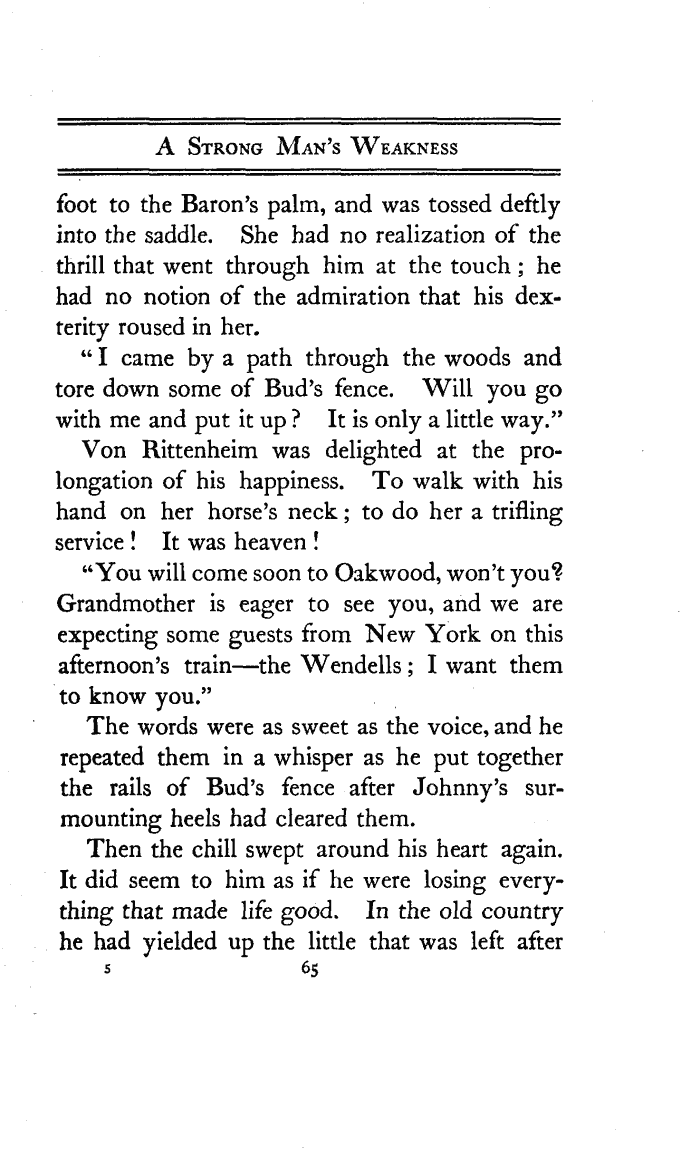 A Strong Man's Weakness
foot to the Baron's palm, and was tossed deftly
into the saddle. She had no realization of the
thrill that went through him at the touch ; he
had no notion of the admiration that his dex-
terity roused in her.
“ I came by a path through the woods and
tore down some of Bud's fence. Will you go
with me and put it up ? It is only a little way.”
Von Rittenheim was delighted at the pro-
longation of his happiness. To walk with his
hand on her horse's neck ; to do her a trifling
service ! It was heaven !
“You will come soon to Oakwood, won't you?
Grandmother is eager to see you, and we are
expecting some guests from New York on this
afternoon's train—the Wendells ; I want them
to know you.”
The words were as sweet as the voice, and he
repeated them in a whisper as he put together
the rails of Bud's fence after Johnny's sur-
mounting heels had cleared them.
Then the chill swept around his heart again.
It did seem to him as if he were losing every-
thing that made life good. In the old country
he had yielded up the little that was left after
5 65